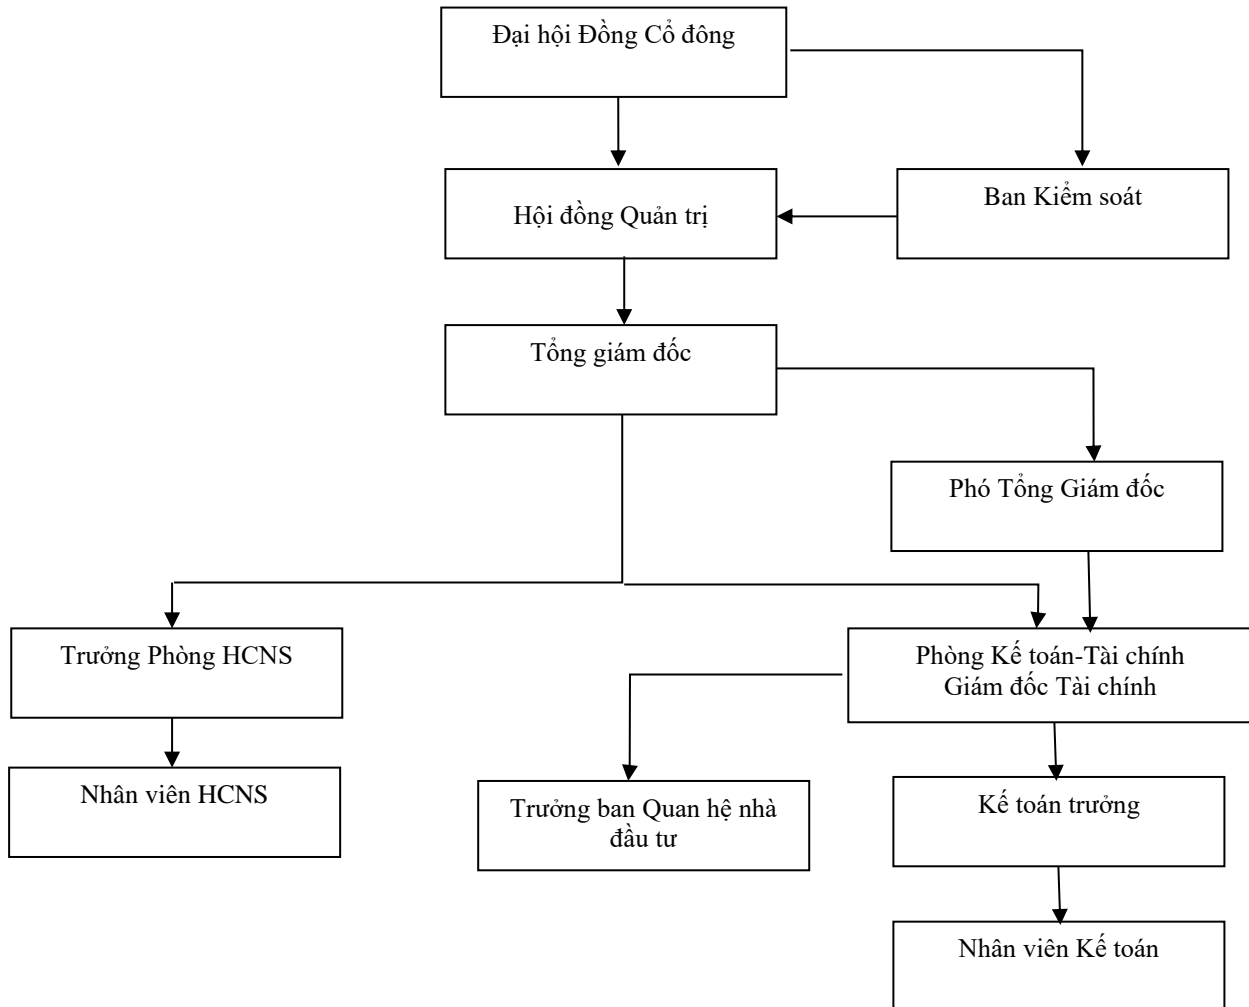 Đại hội Đồng Cổ đông
Hội đồng Quản trị
Ban Kiểm soát
Tổng giám đốc
Phó Tổng Giám đốc
Trưởng Phòng HCNS
Phòng Kế toán-Tài chính
Giám đốc Tài chính
Nhân viên HCNS
Trưởng ban Quan hệ nhà
đầu tư
Kế toán trưởng
Nhân viên Kế toán